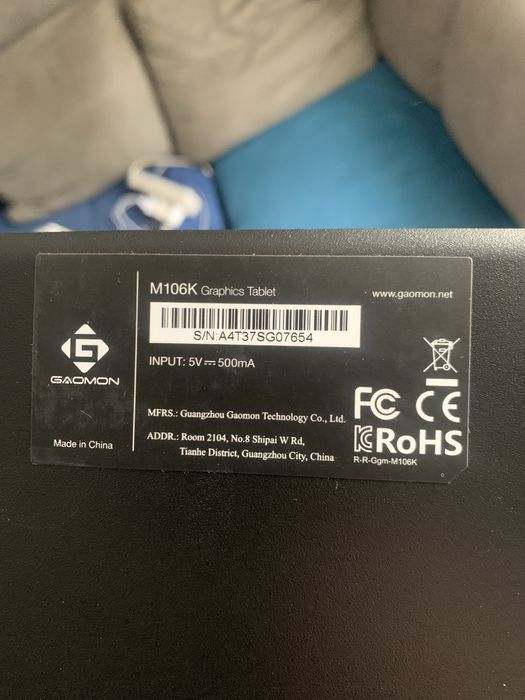 M106K Graphics Tablet
www.gaomon.net
S/N:A4T37SG07654
INPUT: 5V⎓500mA
GAOMON
Made in China
MFRS.: Guangzhou Gaomon Technology Co., Ltd.
ADDR.: Room 2104, No.8 Shipai W Rd,
Tianhe District, Guangzhou City, China
FC CE
KC RoHS
R-R-Ggm-M106K